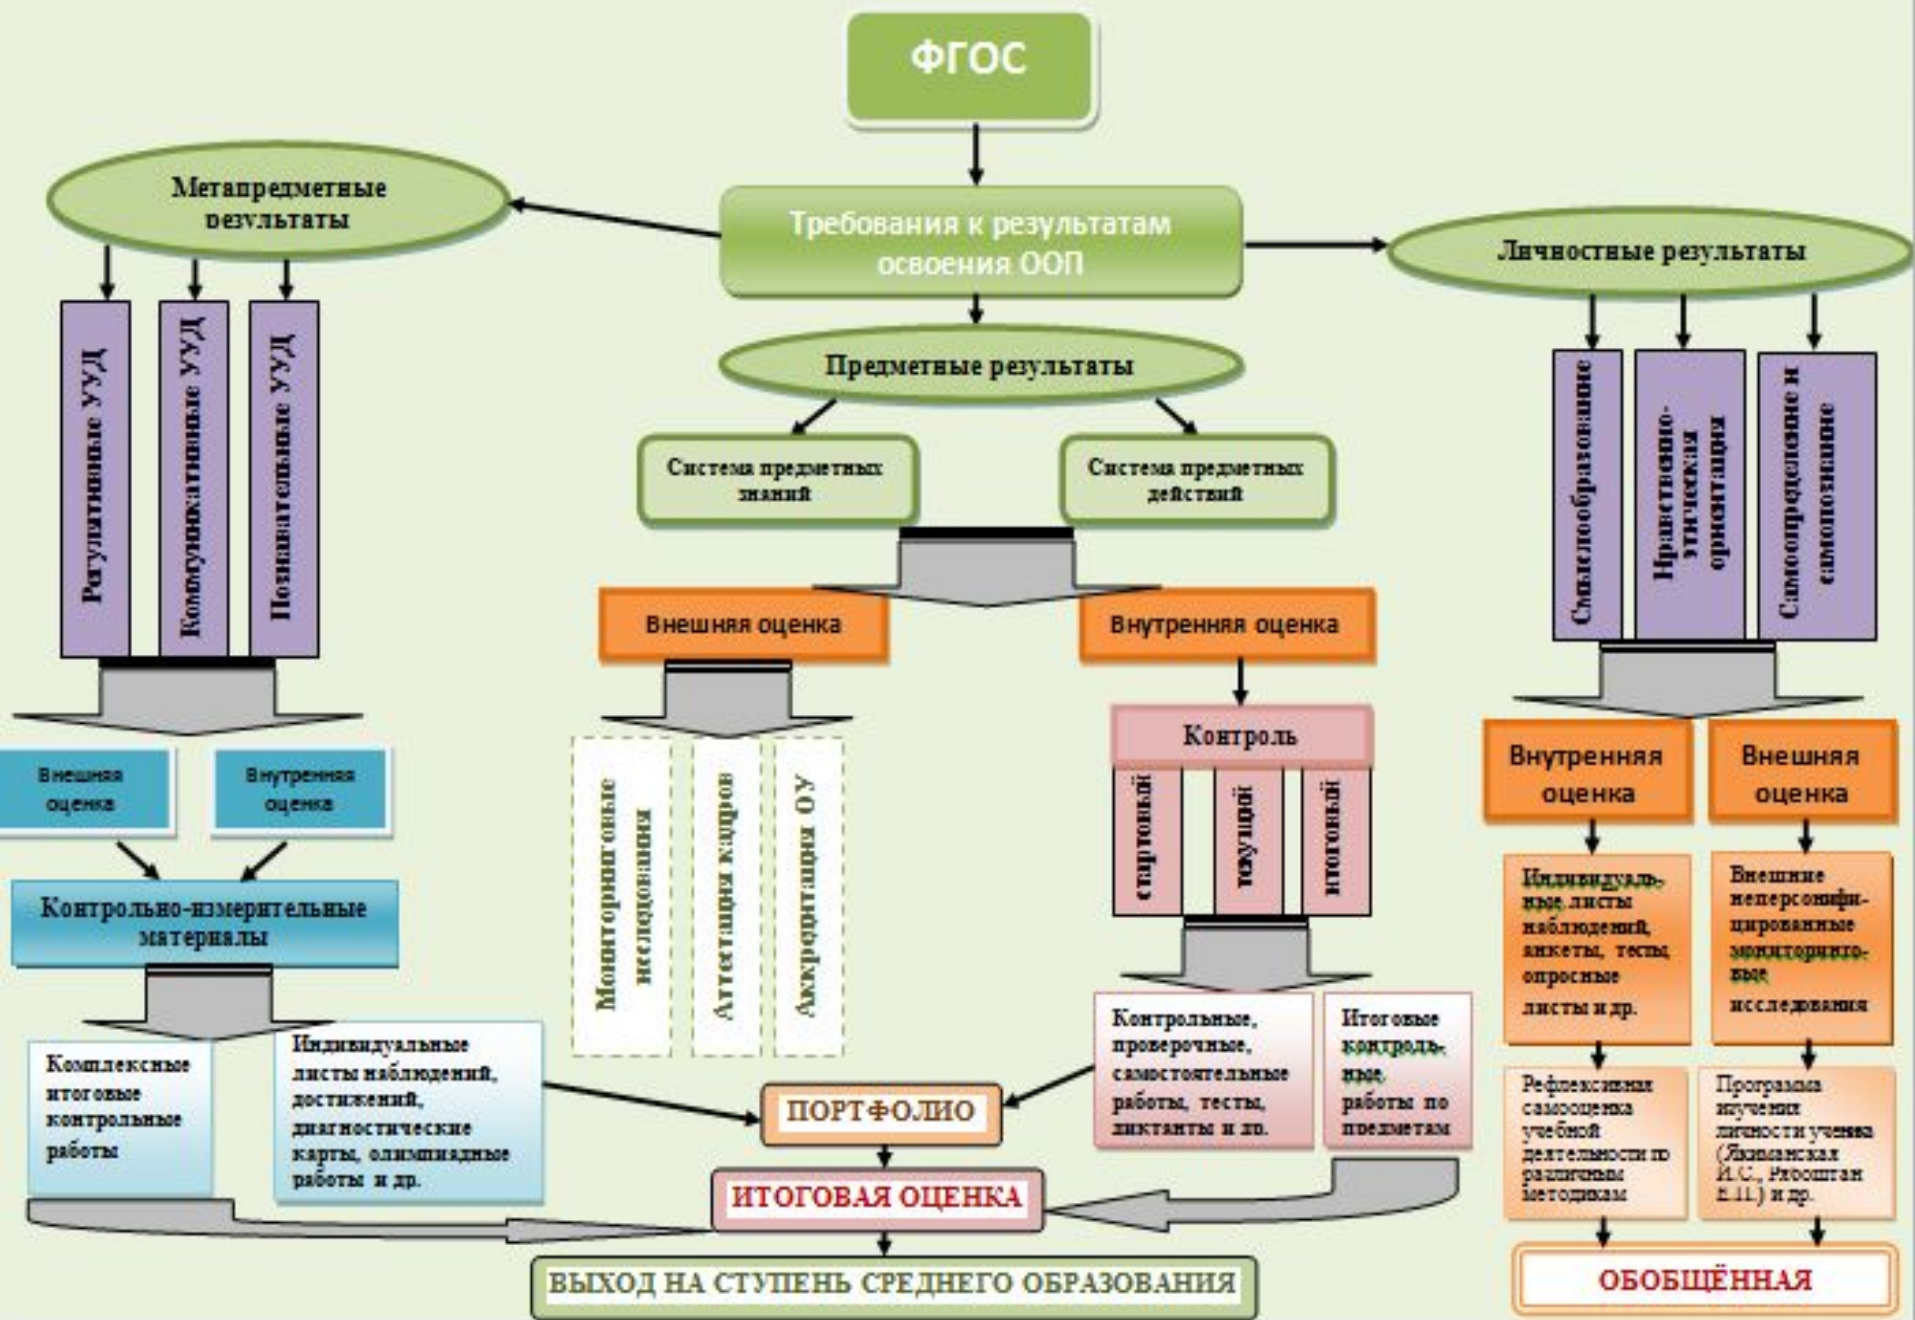 ФГОС
Требования к результатам
освоения ООП
Метапредметные
результаты
Личностные результаты
Предметные результаты
Регулятивные УУД
Коммуникативные УУД
Познавательные УУД
Система предметных
знаний
Система предметных
действий
Смыслообразование
Нравственно-
этическая
ориентация
Самоопределение и
самопознание
Внешняя оценка
Внутренняя оценка
Внешняя
оценка
Внутренняя
оценка
Контроль
стартовый
текущий
итоговый
Мониторинговые
исследования
Аттестация кадров
Аккредитация ОУ
Внутренняя
оценка
Внешняя
оценка
Контрольно-измерительные
материалы
Индивидуаль-
ные листы
наблюдений,
анкеты, тесты,
опросные
листы и др.
Внешние
неперсонифи-
цированные
мониторинго-
вые
исследования
Комплексные
итоговые
контрольные
работы
Индивидуальные
листы наблюдений,
достижений,
диагностические
карты, олимпиадные
работы и др.
Контрольные,
проверочные,
самостоятельные
работы, тесты,
диктанты и др.
Итоговые
контроль-
ные
работы по
предметам
Рефлексивная
самооценка
учебной
деятельности по
различным
методикам
Программа
изучения
личности ученика
(Якиманская
И.С., Рябоштан
Е.П.) и др.
ПОРТФОЛИО
ИТОГОВАЯ ОЦЕНКА
ВЫХОД НА СТУПЕНЬ СРЕДНЕГО ОБРАЗОВАНИЯ
ОБОБЩЁННАЯ